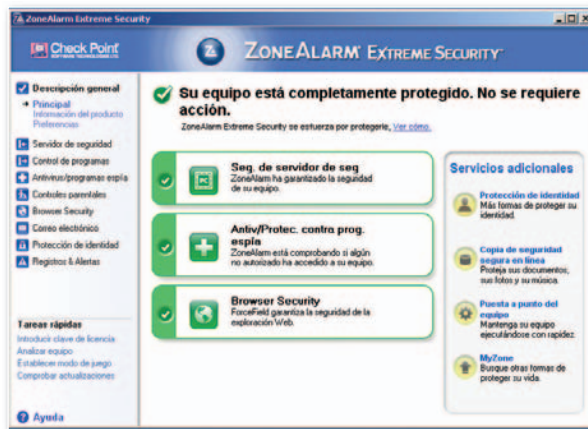 ZoneAlarm Extreme Security
Check Point
SOFTWARE TECHNOLOGIES LTD.
ZONEALARM EXTREME SECURITY
Descripción general
Principal
Información del producto
Preferencias
Servidor de seguridad
Control de programas
Antivirus/programas espía
Controles parentales
Browser Security
Correo electrónico
Protección de identidad
Registros & Alertas
Tareas rápidas
Introducir clave de licencia
Analizar equipo
Establecer modo de juego
Comprobar actualizaciones
Ayuda
Su equipo está completamente protegido. No se requiere
acción.
ZoneAlarm Extreme Security se esfuerza por protegerle, Ver cómo.
Seg. de servidor de seg
ZoneAlarm ha garantizado la seguridad
de su equipo.
Antiv/Protec. contra prog.
espía
ZoneAlarm está comprobando si algún
no autorizado ha accedido a su equipo.
Browser Security
ForceField garantiza la seguridad de la
exploración Web.
Servicios adicionales
Protección de identidad
Más formas de proteger su
identidad.
Copia de seguridad
segura en línea
Proteja sus documentos,
sus fotos y su música.
Puesta a punto del
equipo
Mantenga su equipo
ejecutándose con rapidez.
MyZone
Busque otras formas de
proteger su vida.